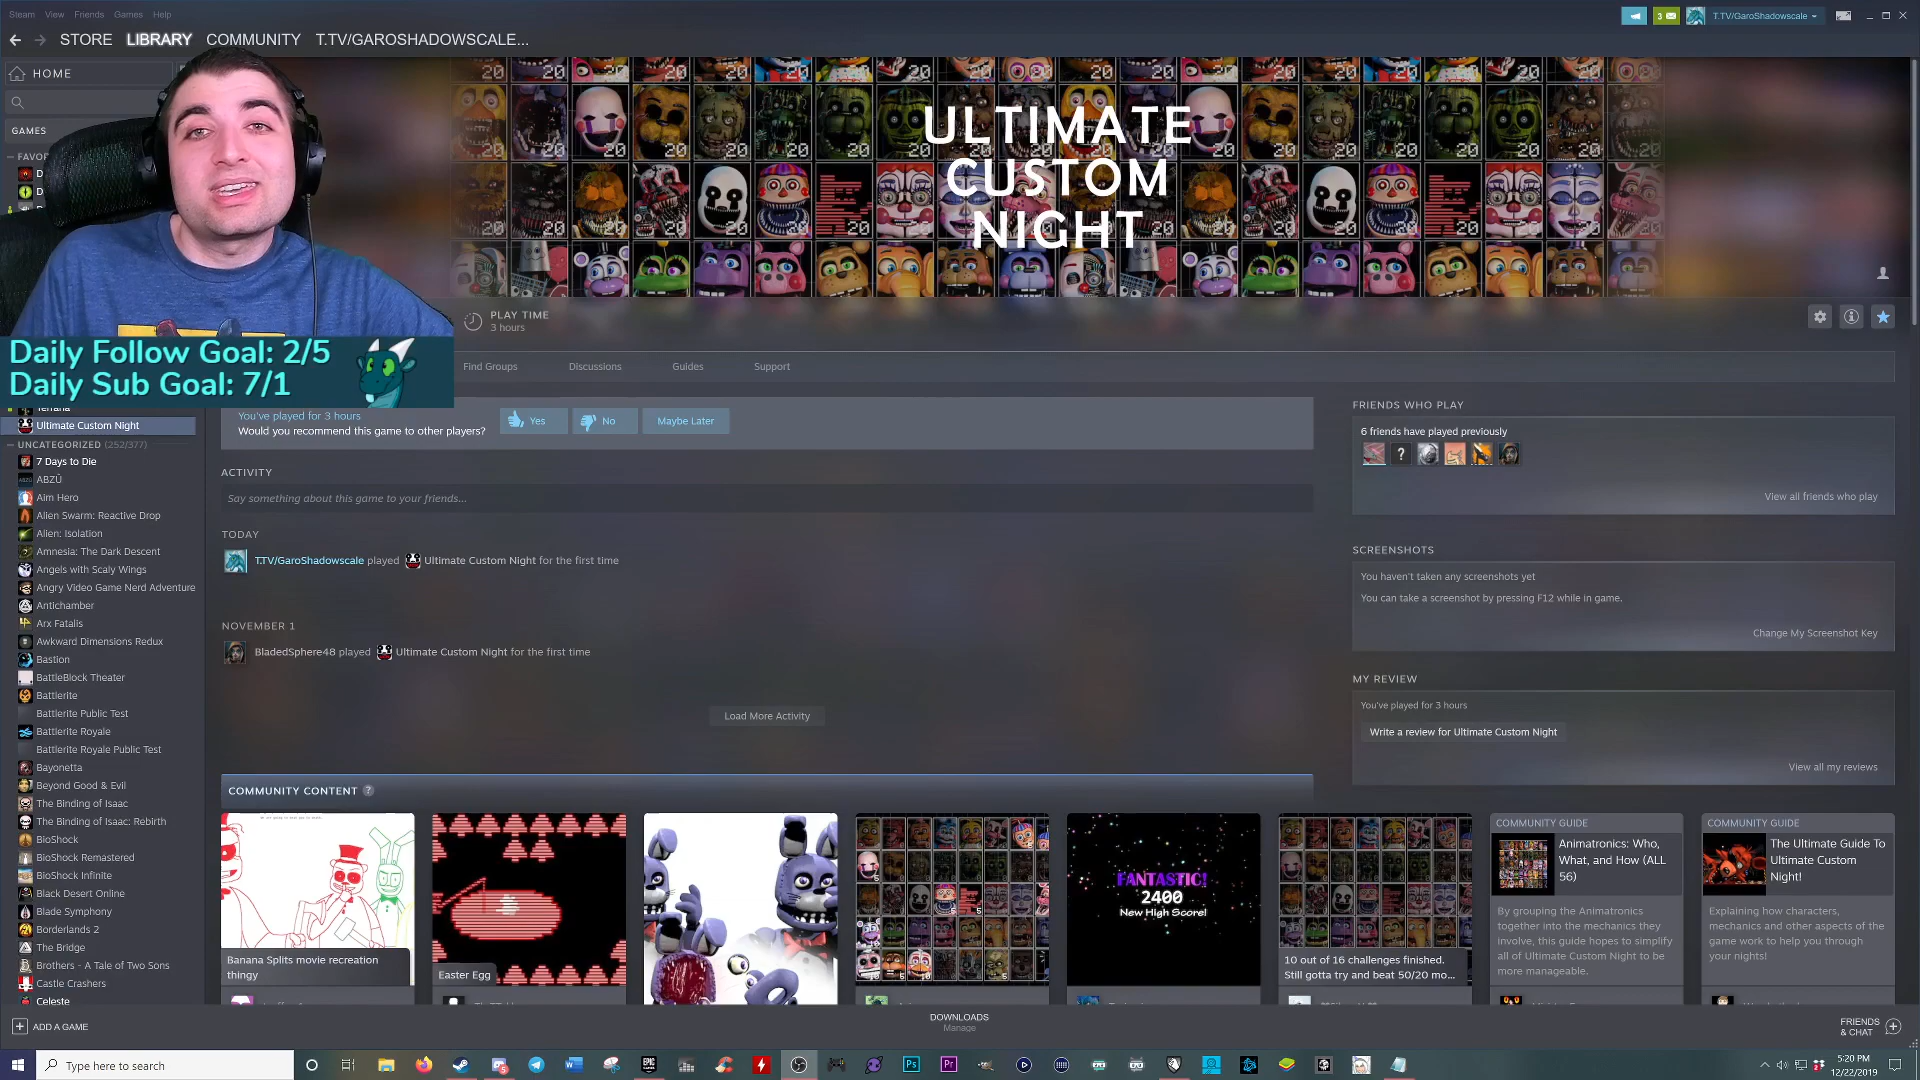 Steam View Friends Games Help
3
T.TV/GaroShadowscale
STORE LIBRARY COMMUNITY T.TV/GAROSHADOWSCALE...
HOME
GAMES
ULTIMATE
CUSTOM
NIGHT
PLAY TIME
3 hours
Daily Follow Goal: 2/5
Daily Sub Goal: 7/1
Find Groups Discussions Guides Support
Ultimate Custom Night
UNCATEGORIZED (252/377)
7 Days to Die
ABZÛ
Aim Hero
Alien Swarm: Reactive Drop
Alien: Isolation
Amnesia: The Dark Descent
Angels with Scaly Wings
Angry Video Game Nerd Adventure
Antichamber
Arx Fatalis
Awkward Dimensions Redux
Bastion
BattleBlock Theater
Battlerite
Battlerite Public Test
Battlerite Royale
Battlerite Royale Public Test
Bayonetta
Beyond Good & Evil
The Binding of Isaac
The Binding of Isaac: Rebirth
BioShock
BioShock Remastered
BioShock Infinite
Black Desert Online
Blade Symphony
Borderlands 2
The Bridge
Brothers - A Tale of Two Sons
Castle Crashers
Celeste
You've played for 3 hours
Would you recommend this game to other players?
Yes No Maybe Later
ACTIVITY
Say something about this game to your friends...
TODAY
T.TV/GaroShadowscale played Ultimate Custom Night for the first time
NOVEMBER 1
BladedSphere48 played Ultimate Custom Night for the first time
Load More Activity
FRIENDS WHO PLAY
6 friends have played previously
?
View all friends who play
SCREENSHOTS
You haven't taken any screenshots yet
You can take a screenshot by pressing F12 while in game.
Change My Screenshot Key
MY REVIEW
You've played for 3 hours
Write a review for Ultimate Custom Night
View all my reviews
COMMUNITY CONTENT ?
Banana Splits movie recreation
thingy
Easter Egg
FANTASTIC!
2400
New High Score!
10 out of 16 challenges finished.
Still gotta try and beat 50/20 mo...
COMMUNITY GUIDE
Animatronics: Who,
What, and How (ALL
56)
By grouping the Animatronics
together into the mechanics they
involve, this guide hopes to simplify
all of Ultimate Custom Night to be
more manageable.
COMMUNITY GUIDE
The Ultimate Guide To
Ultimate Custom
Night!
Explaining how characters,
mechanics and other aspects of the
game work to help you through
your nights!
ADD A GAME
DOWNLOADS
Manage
FRIENDS
& CHAT
Type here to search
5:20 PM
12/22/2019